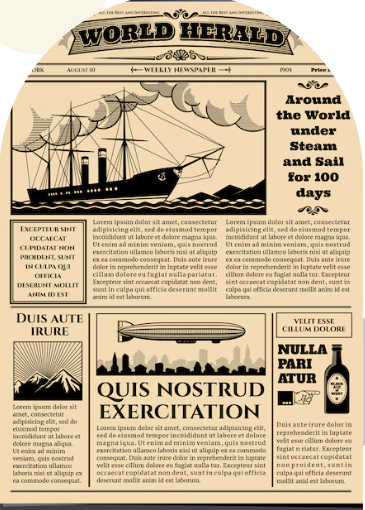 ALL THE BEST AND INTERESTING
ALL THE BEST AND INTERESTING
WORLD HERALD
ORK
AUGUST 10
WEEKLY NEWSPAPER
1905
Price
Around
the World
under
Steam
and Sail
for 100
days
Excepteur sint
occaecat
cupidatat non
proident, sunt
in culpa qui
officia
deserunt mollit
anim id est
Lorem ipsum dolor sit amet, consectetur
adipisicing elit, sed do eiusmod tempor
incididunt ut labore et dolore magna aliqua.
Ut enim ad minim veniam, quis nostrud
exercitation ullamco laboris nisi ut aliquip
ex ea commodo consequat. Duis aute irure
dolor in reprehenderit in luptate velit esse
cillum dolore eu fugiat nulla pariatur.
Excepteur sint occaecat cupidatat non
proident, sunt in culpa qui officia
deserunt mollit anim id est laborum.
Lorem ipsum dolor sit amet, consectetur
adipisicing elit, sed do eiusmod tempor
incididunt ut labore et dolore magna iqua.
Ut enim ad minim veniam, quis nostrud
exercitation ullamco laboris nisi ut aliquip
ex ea commodo consequat. Duis aute irure
dolor in reprehenderit in luptate velit esse
cillum dolore eu fugiat nulla tur. Excepteur
sint occaecat cupidatat non proident, sunt
in culpa qui officia deserunt mollit anim id est
laborum.
Duis aute
irure
Lorem ipsum dolor sit
amet, consectetur
adipisicing elit, sed do
eiusmod tempor
incididunt ut labore et
dolore magna aliqua.
Ut enim ad minim
veniam, quis nostrud
exercitation ullamco
laboris nisi ut aliquip ex
ea commodo consequat.
QUIS NOSTRUD
EXERCITATION
Lorem ipsum dolor sit amet, consectetur adipisicing elit,
sed do eiusmod tempor incididunt ut labore et dolore
magna aliqua. Ut enim ad minim veniam, quis nostrud
exercitation ullamco laboris nisi ut aliquip ex ea
commodo consequat. Duis aute irure dolor in reprehenderit
in luptate velit esse cillum dolore eu fugiat nulla tur. Excepteur sint
occaecat cupidatat non proident, sunt in culpa qui officia
deserunt mollit anim id est laborum.
velit esse
cillum dolore
NULLA
PARI
ATUR
Duis aute irure dolor in
reprehenderit in luptate
velit esse cillum dolore eu
fugiat nulla tur. Excepteur
sint occaecat cupidatat
non proident, sunt in
culpa qui officia deserunt
mollit anim id est laborum.